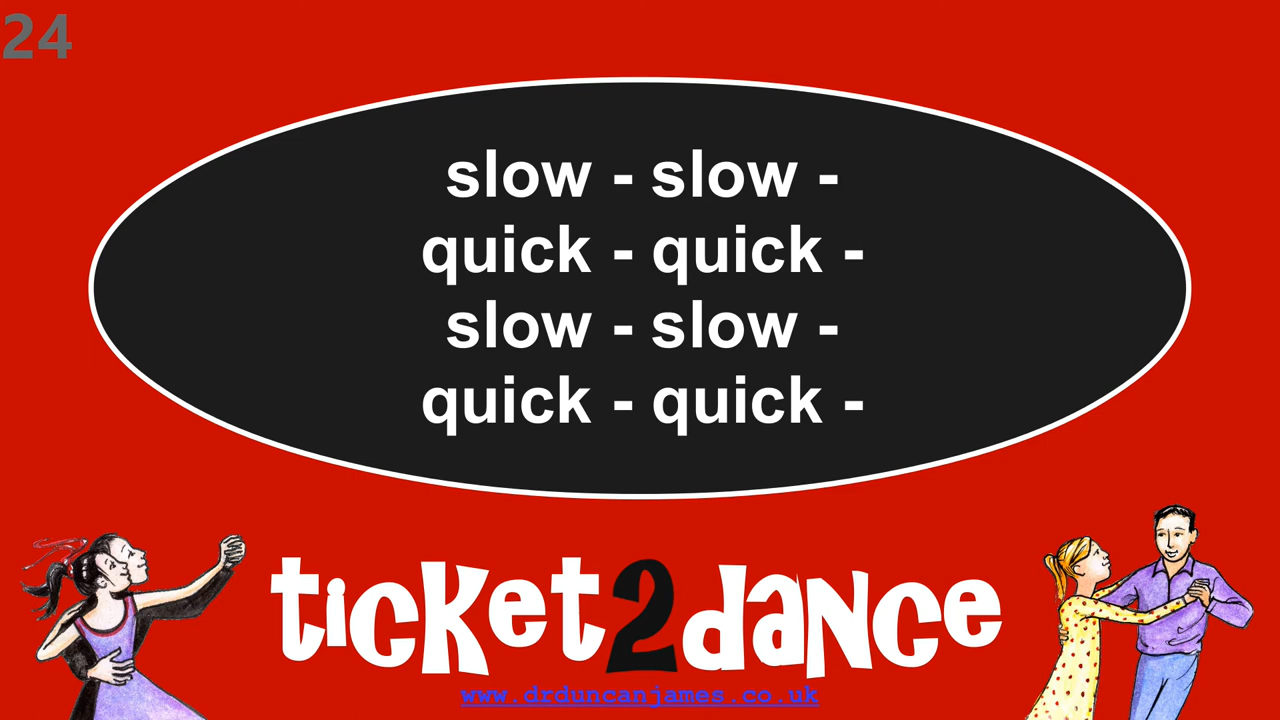 24
slow - slow -
quick - quick -
slow - slow -
quick - quick -
ticket2dance
www.drduncanjames.co.uk